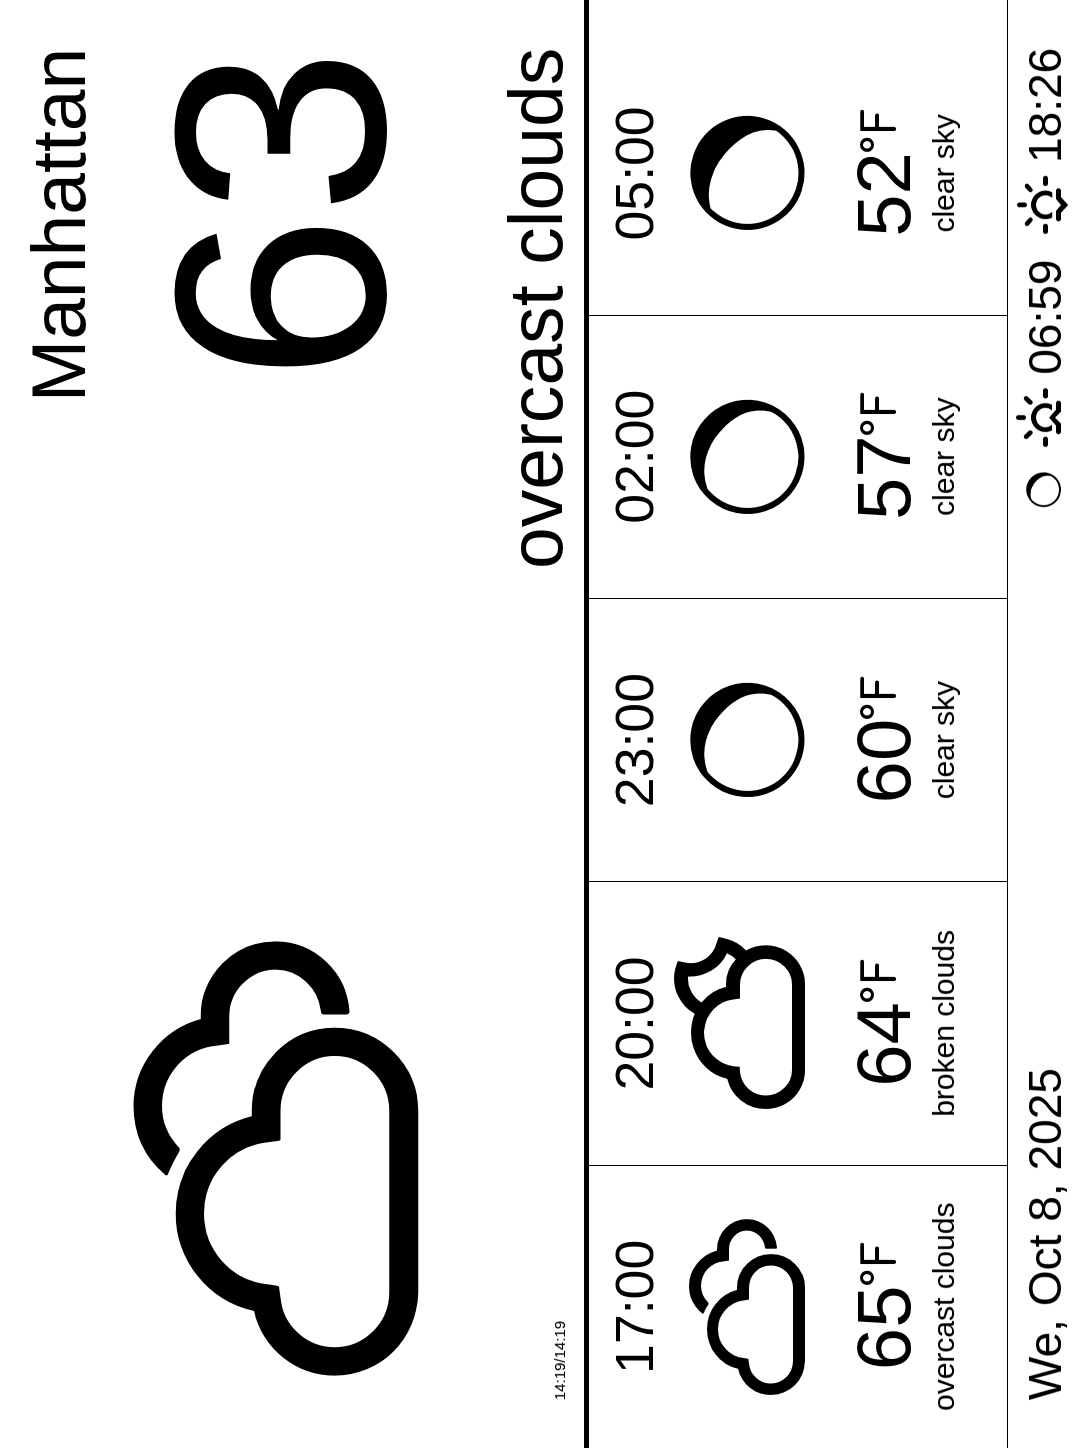 Manhattan
63
overcast clouds
14:19/14:19
17:00
65°F
overcast clouds
20:00
64°F
broken clouds
23:00
60°F
clear sky
02:00
57°F
clear sky
05:00
52°F
clear sky
We, Oct 8, 2025
06:59
18:26